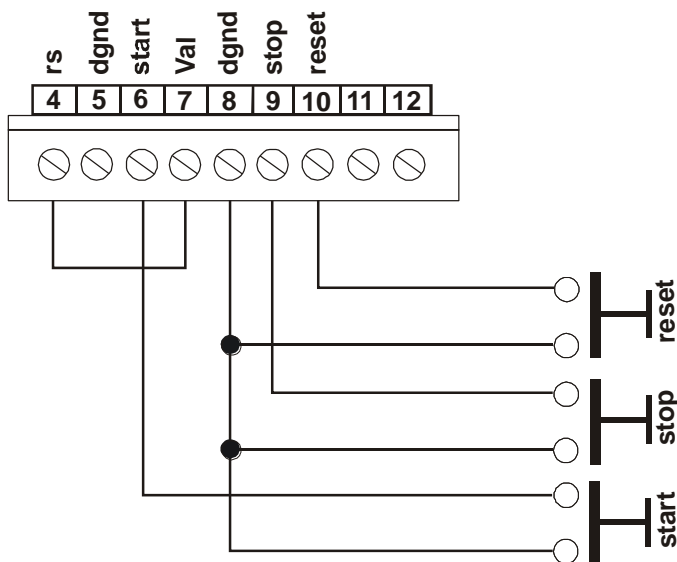 rs dgnd start Val dgnd stop reset
4 5 6 7 8 9 10 11 12
reset
stop
start